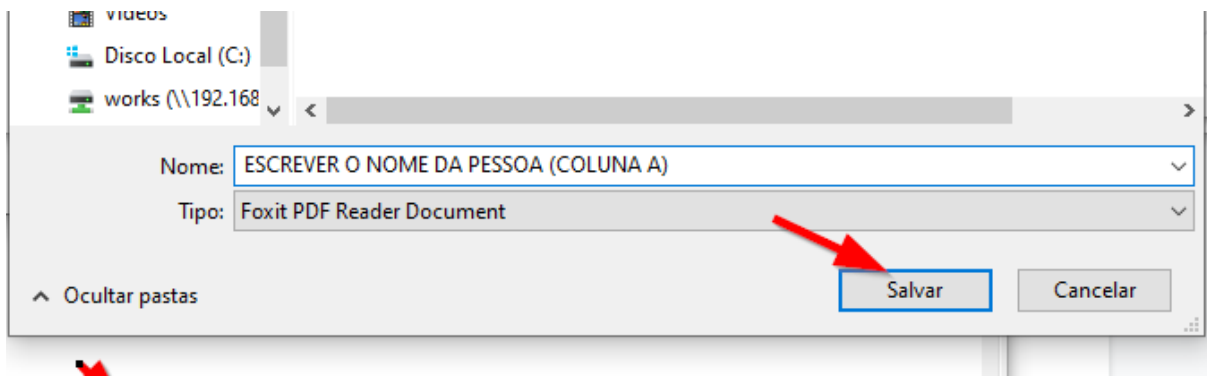 Vídeos
Disco Local (C:)
works (\\192.168
Nome: ESCREVER O NOME DA PESSOA (COLUNA A)
Tipo: Foxit PDF Reader Document
Ocultar pastas
Salvar
Cancelar